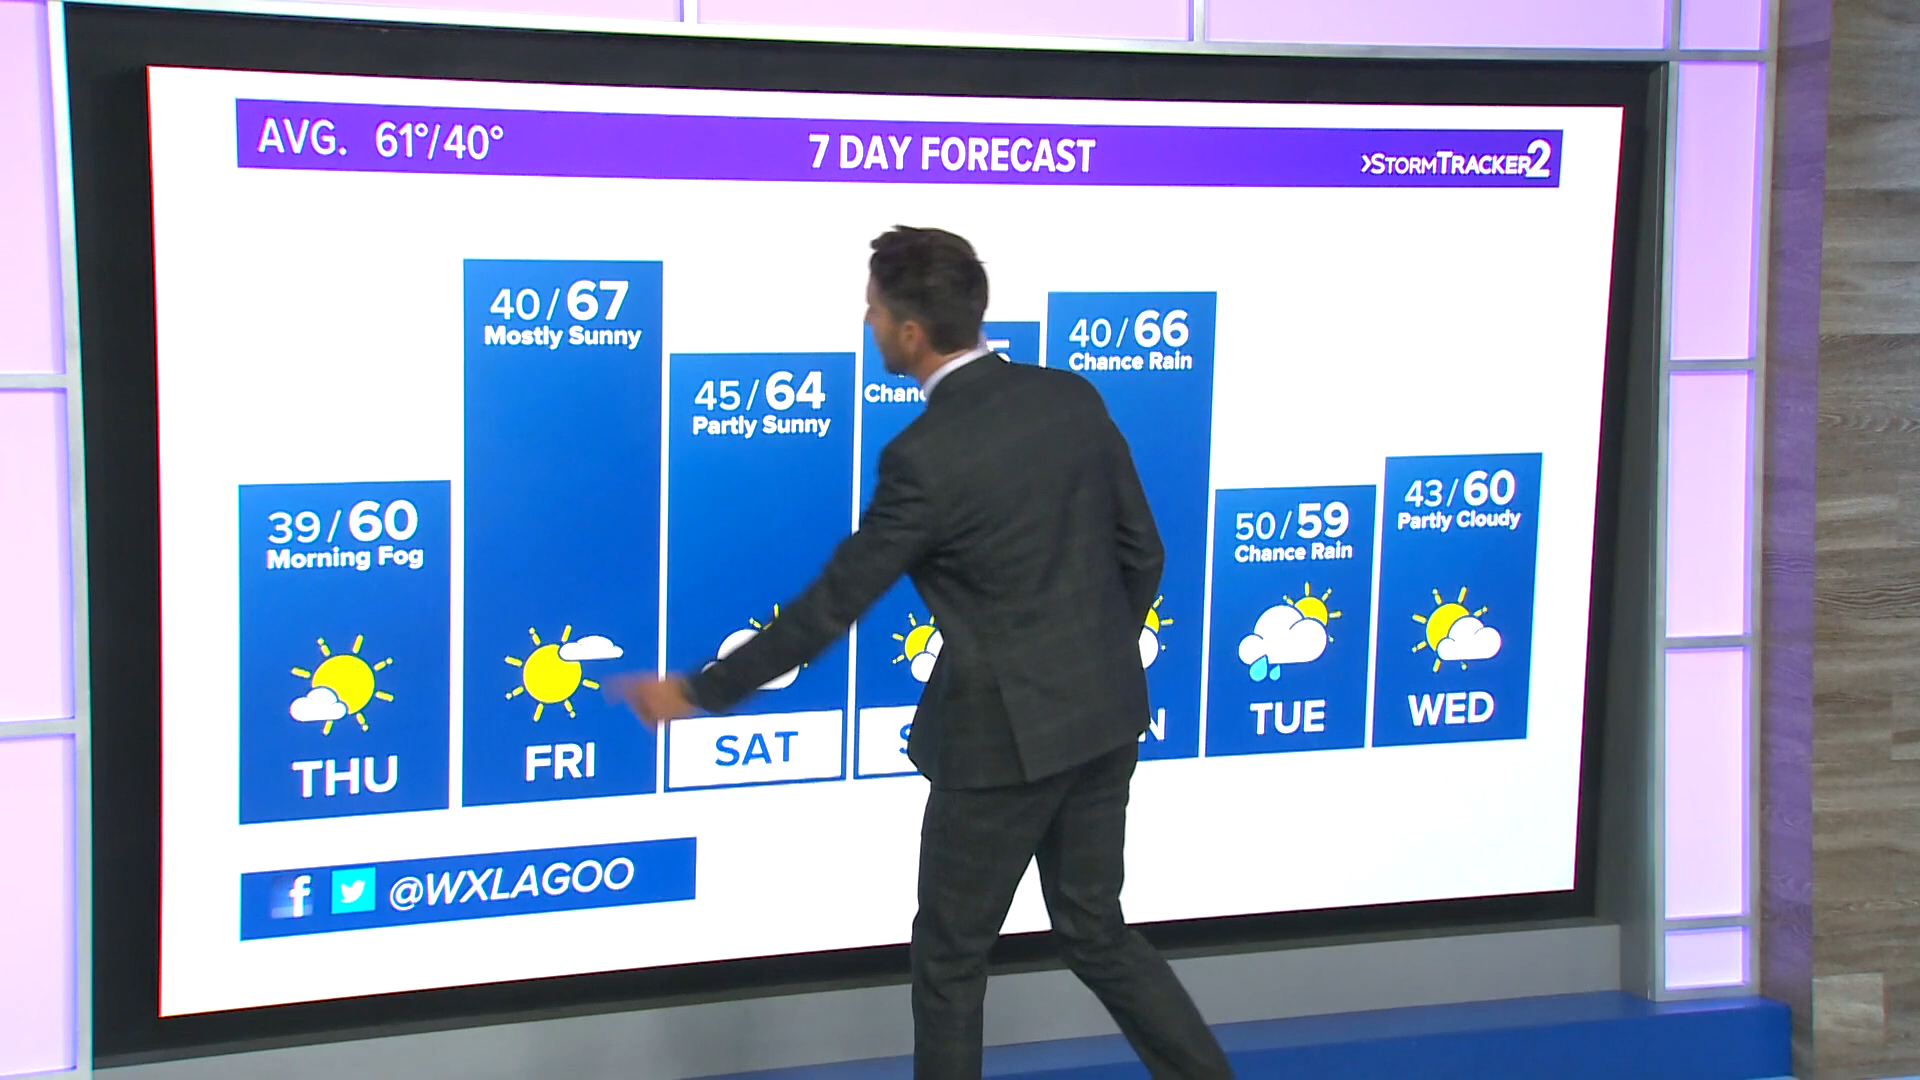 AVG. 61°/40°
7 DAY FORECAST
>STORMTRACKER2
39/60
Morning Fog
THU
40/67
Mostly Sunny
FRI
45/64
Partly Sunny
SAT
40/66
Chance Rain
50/59
Chance Rain
TUE
43/60
Partly Cloudy
WED
f @WXLAGOO